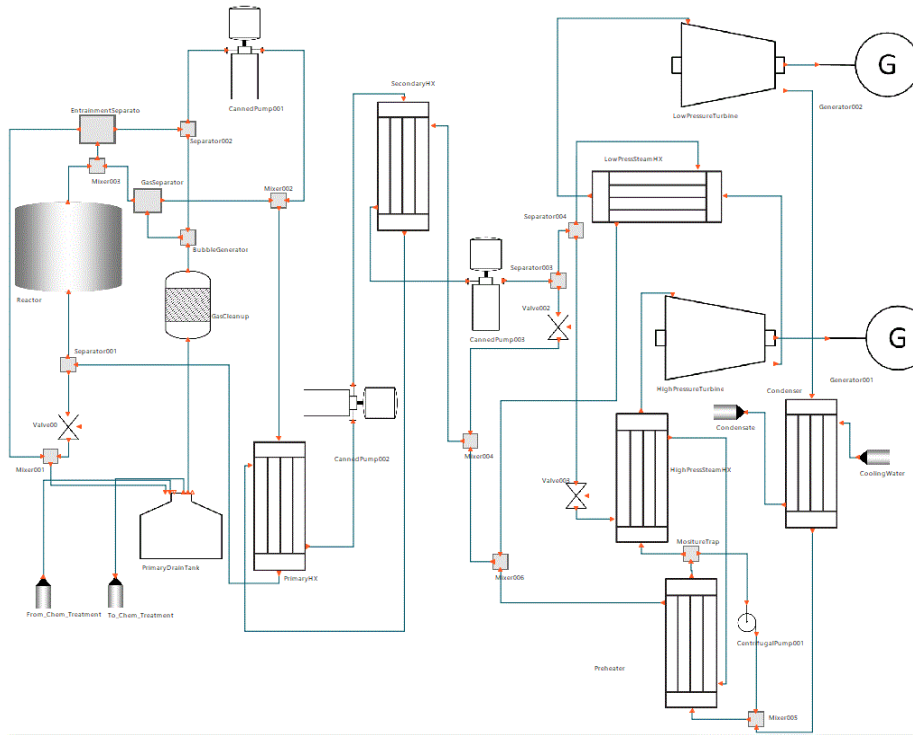 SecondaryHX
G
CannedPump001
EntrainmentSeparato
LowPressureTurbine
Generator002
Separator002
Mixer003
LowPressSteamHX
GasSeparator
Mixer002
Separator004
BubbleGenerator
Separator003
Reactor
GasCleanup
Valve002
CannedPump003
G
Separator001
HighPressureTurbine
Generator001
Condenser
Valve00
Condensate
Mixer004
CannedPump002
HighPressSteamHX
CoolingWater
Mixer001
Valve003
MoitureTrap
PrimaryDrainTank
PrimaryHX
Mixer006
From_Chem_Treatment
To_Chem_Treatment
CentrifugalPump001
Preheater
Mixer005